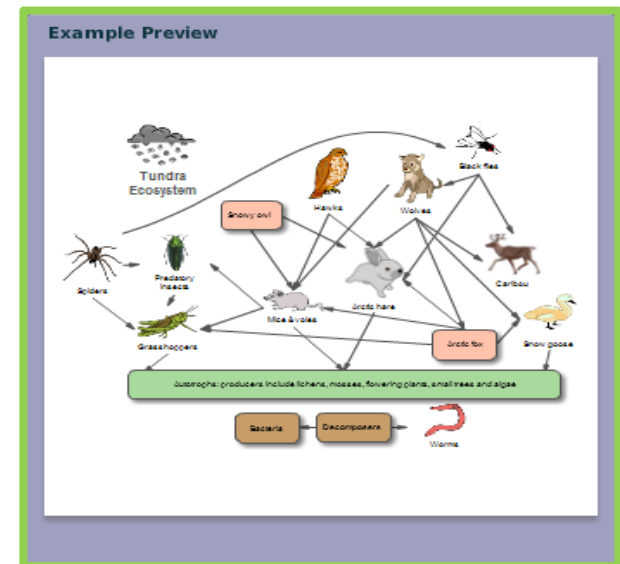 Example Preview
Tundra
Ecosystem
Black flies
Hawks
Wolves
Snowy owl
Spiders
Predatory
insects
Caribou
Arctic hare
Mice & voles
Grasshoppers
Arctic fox
Snow goose
Autotrophs: producers include lichens, mosses, flowering plants, small trees and algae
Bacteria
Decomposers
Worms